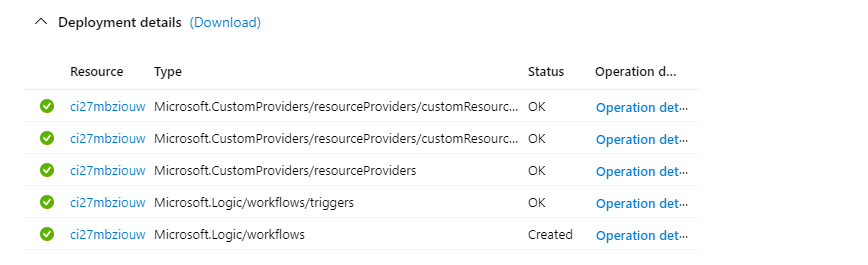 Deployment details (Download)
Resource Type Status Operation d...
ci27mbziouw Microsoft.CustomProviders/resourceProviders/customResourc... OK Operation det...
ci27mbziouw Microsoft.CustomProviders/resourceProviders/customResourc... OK Operation det...
ci27mbziouw Microsoft.CustomProviders/resourceProviders OK Operation det...
ci27mbziouw Microsoft.Logic/workflows/triggers OK Operation det...
ci27mbziouw Microsoft.Logic/workflows Created Operation det...